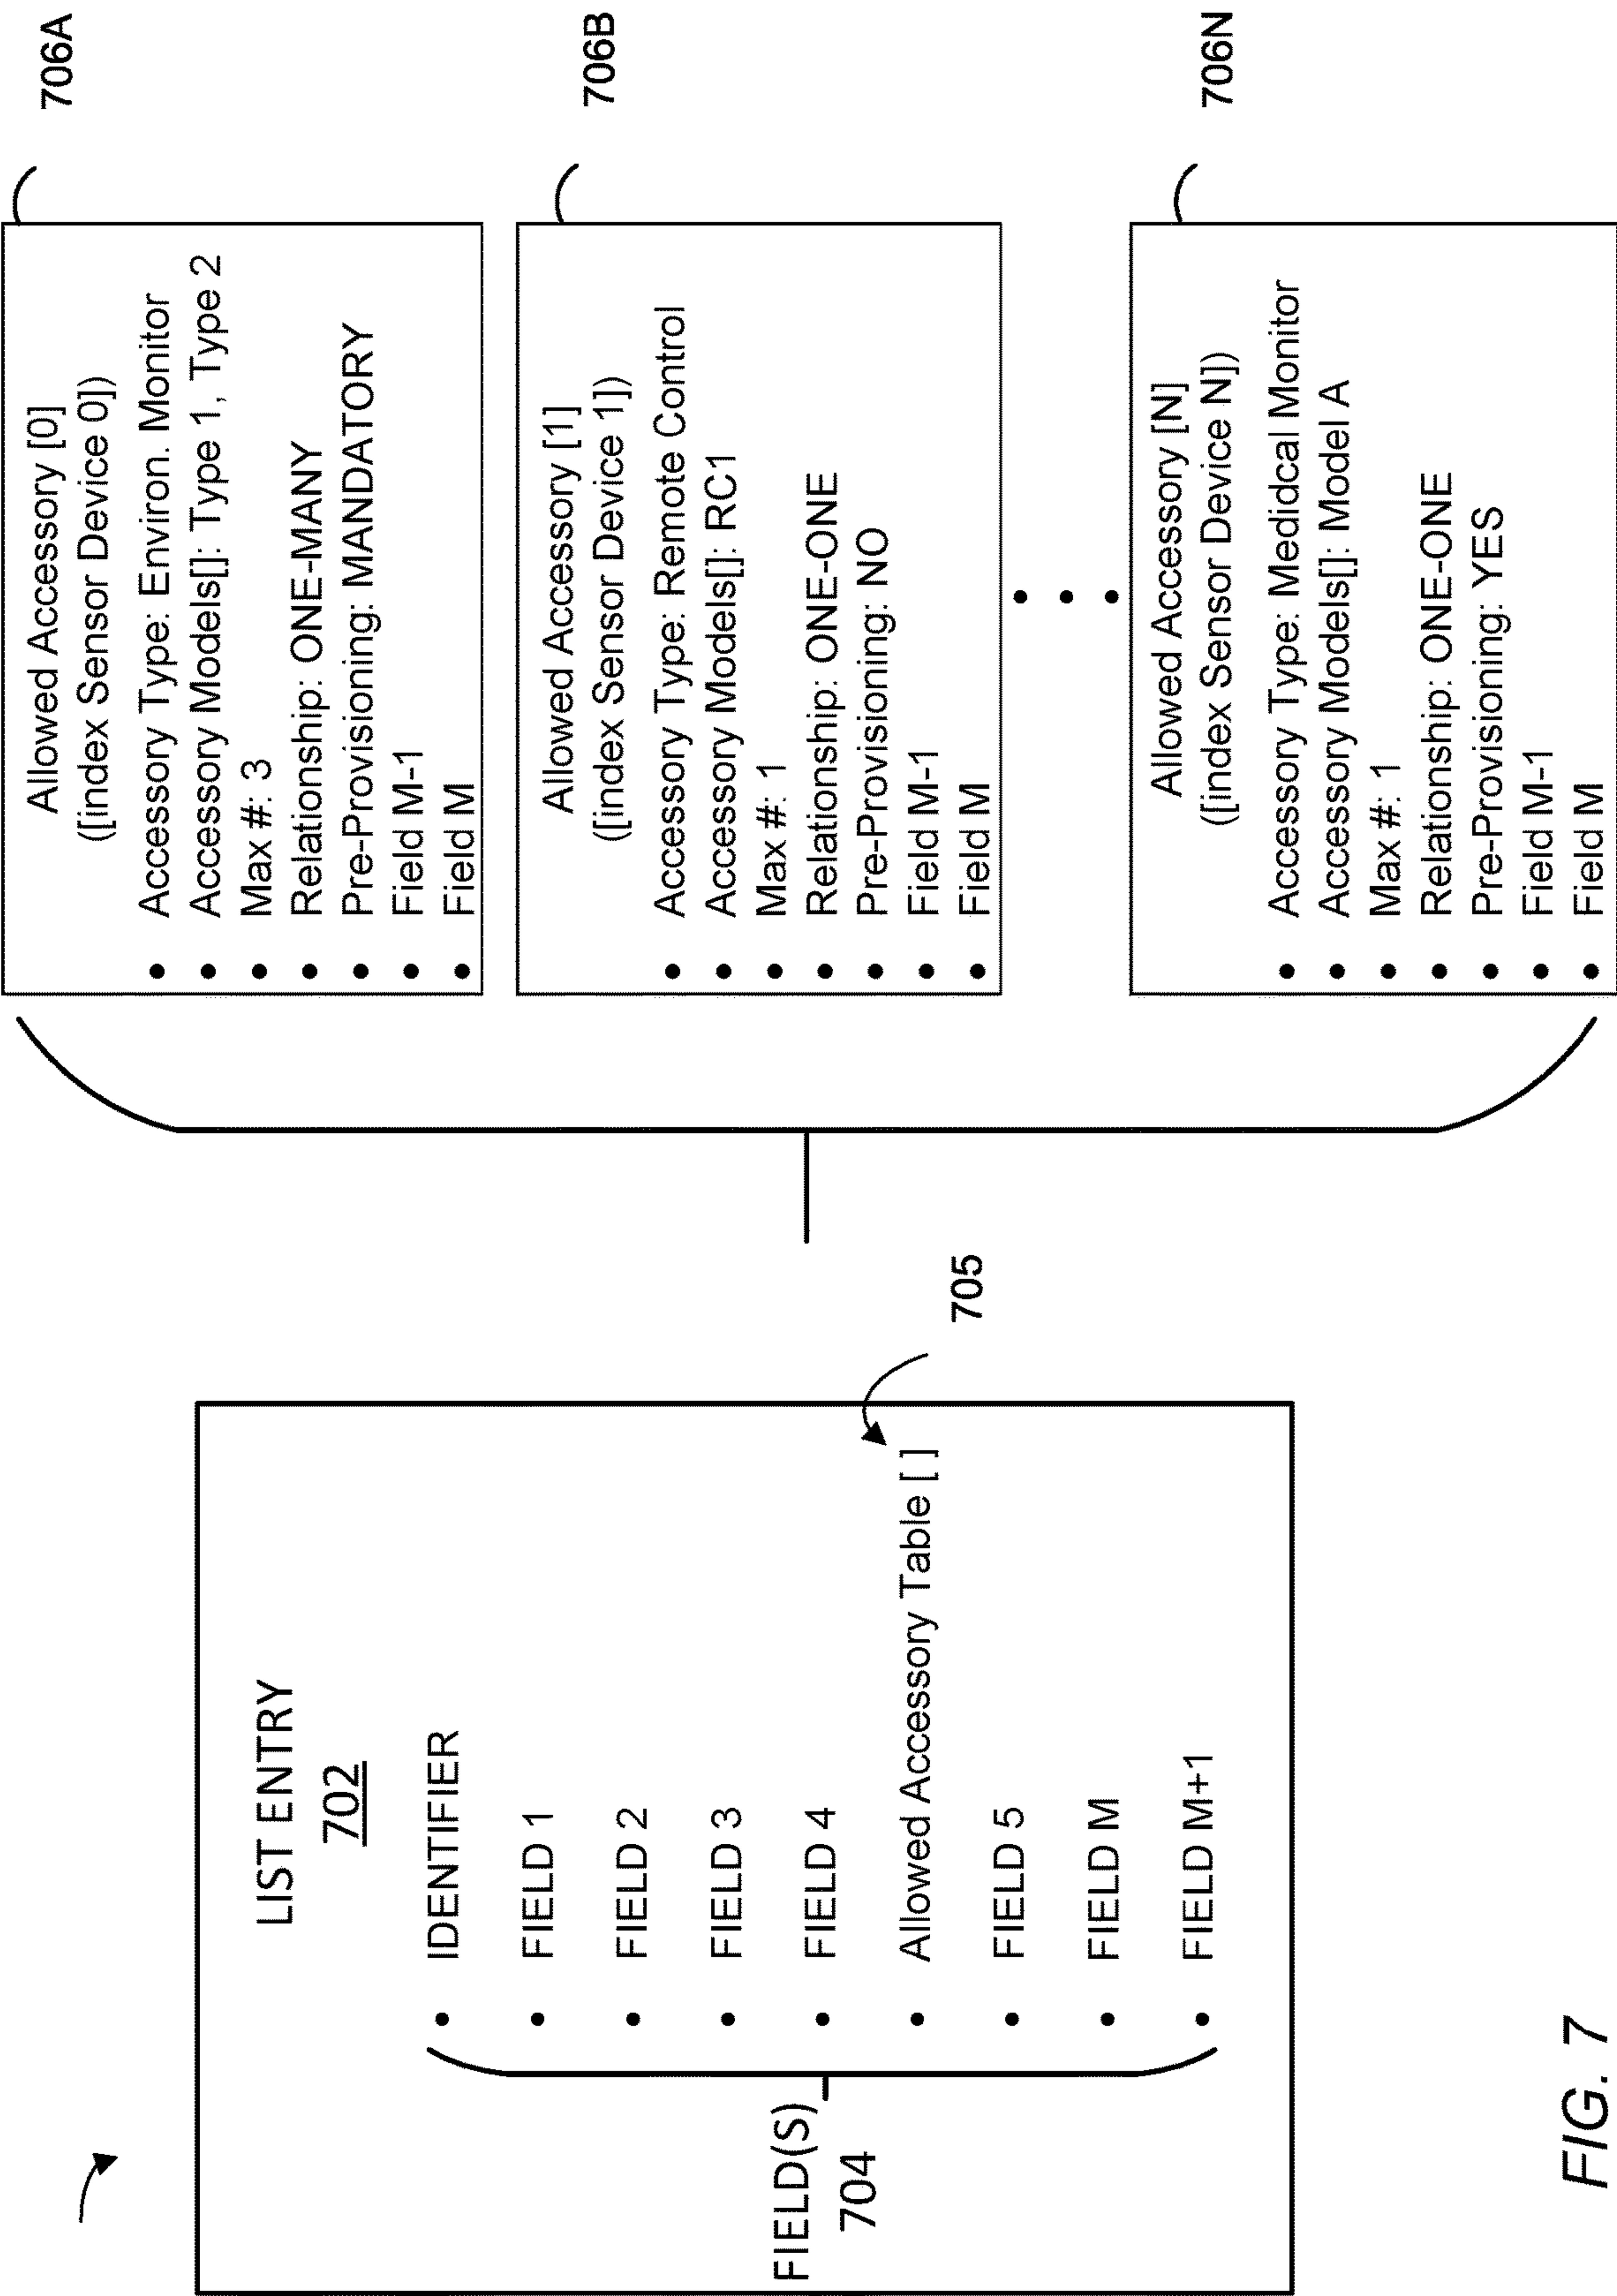 LIST ENTRY
702
• IDENTIFIER
• FIELD 1
• FIELD 2
• FIELD 3
• FIELD 4
• Allowed Accessory Table [ ]
• FIELD 5
• FIELD M
• FIELD M+1
FIELD(S)
704
705
Allowed Accessory [0]
([index Sensor Device 0])
• Accessory Type: Environ. Monitor
• Accessory Models[]: Type 1, Type 2
• Max #: 3
• Relationship: ONE-MANY
• Pre-Provisioning: MANDATORY
• Field M-1
• Field M
706A
Allowed Accessory [1]
([index Sensor Device 1])
• Accessory Type: Remote Control
• Accessory Models[]: RC1
• Max #: 1
• Relationship: ONE-ONE
• Pre-Provisioning: NO
• Field M-1
• Field M
706B
Allowed Accessory [N]
([index Sensor Device N])
• Accessory Type: Medidcal Monitor
• Accessory Models[]: Model A
• Max #: 1
• Relationship: ONE-ONE
• Pre-Provisioning: YES
• Field M-1
• Field M
706N
FIG. 7